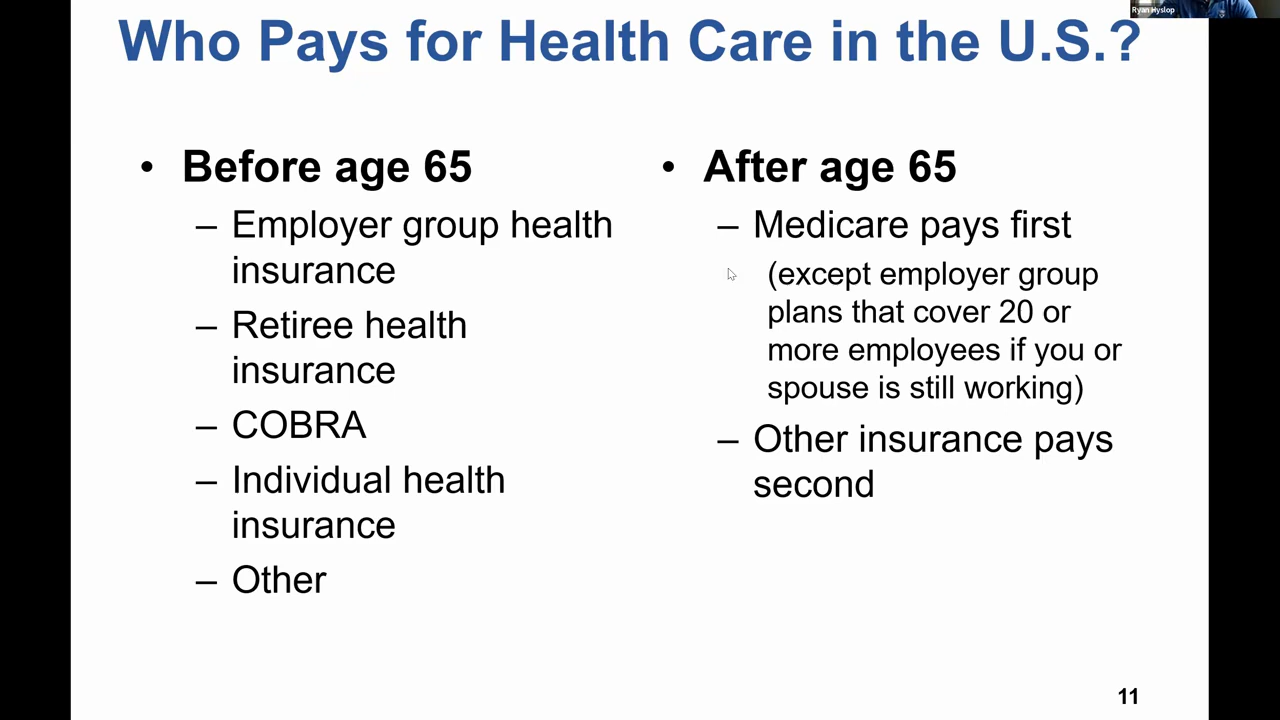 Ryan Hyslop
Who Pays for Health Care in the U.S.?
• Before age 65
– Employer group health
insurance
– Retiree health
insurance
– COBRA
– Individual health
insurance
– Other
• After age 65
– Medicare pays first
(except employer group
plans that cover 20 or
more employees if you or
spouse is still working)
– Other insurance pays
second
11